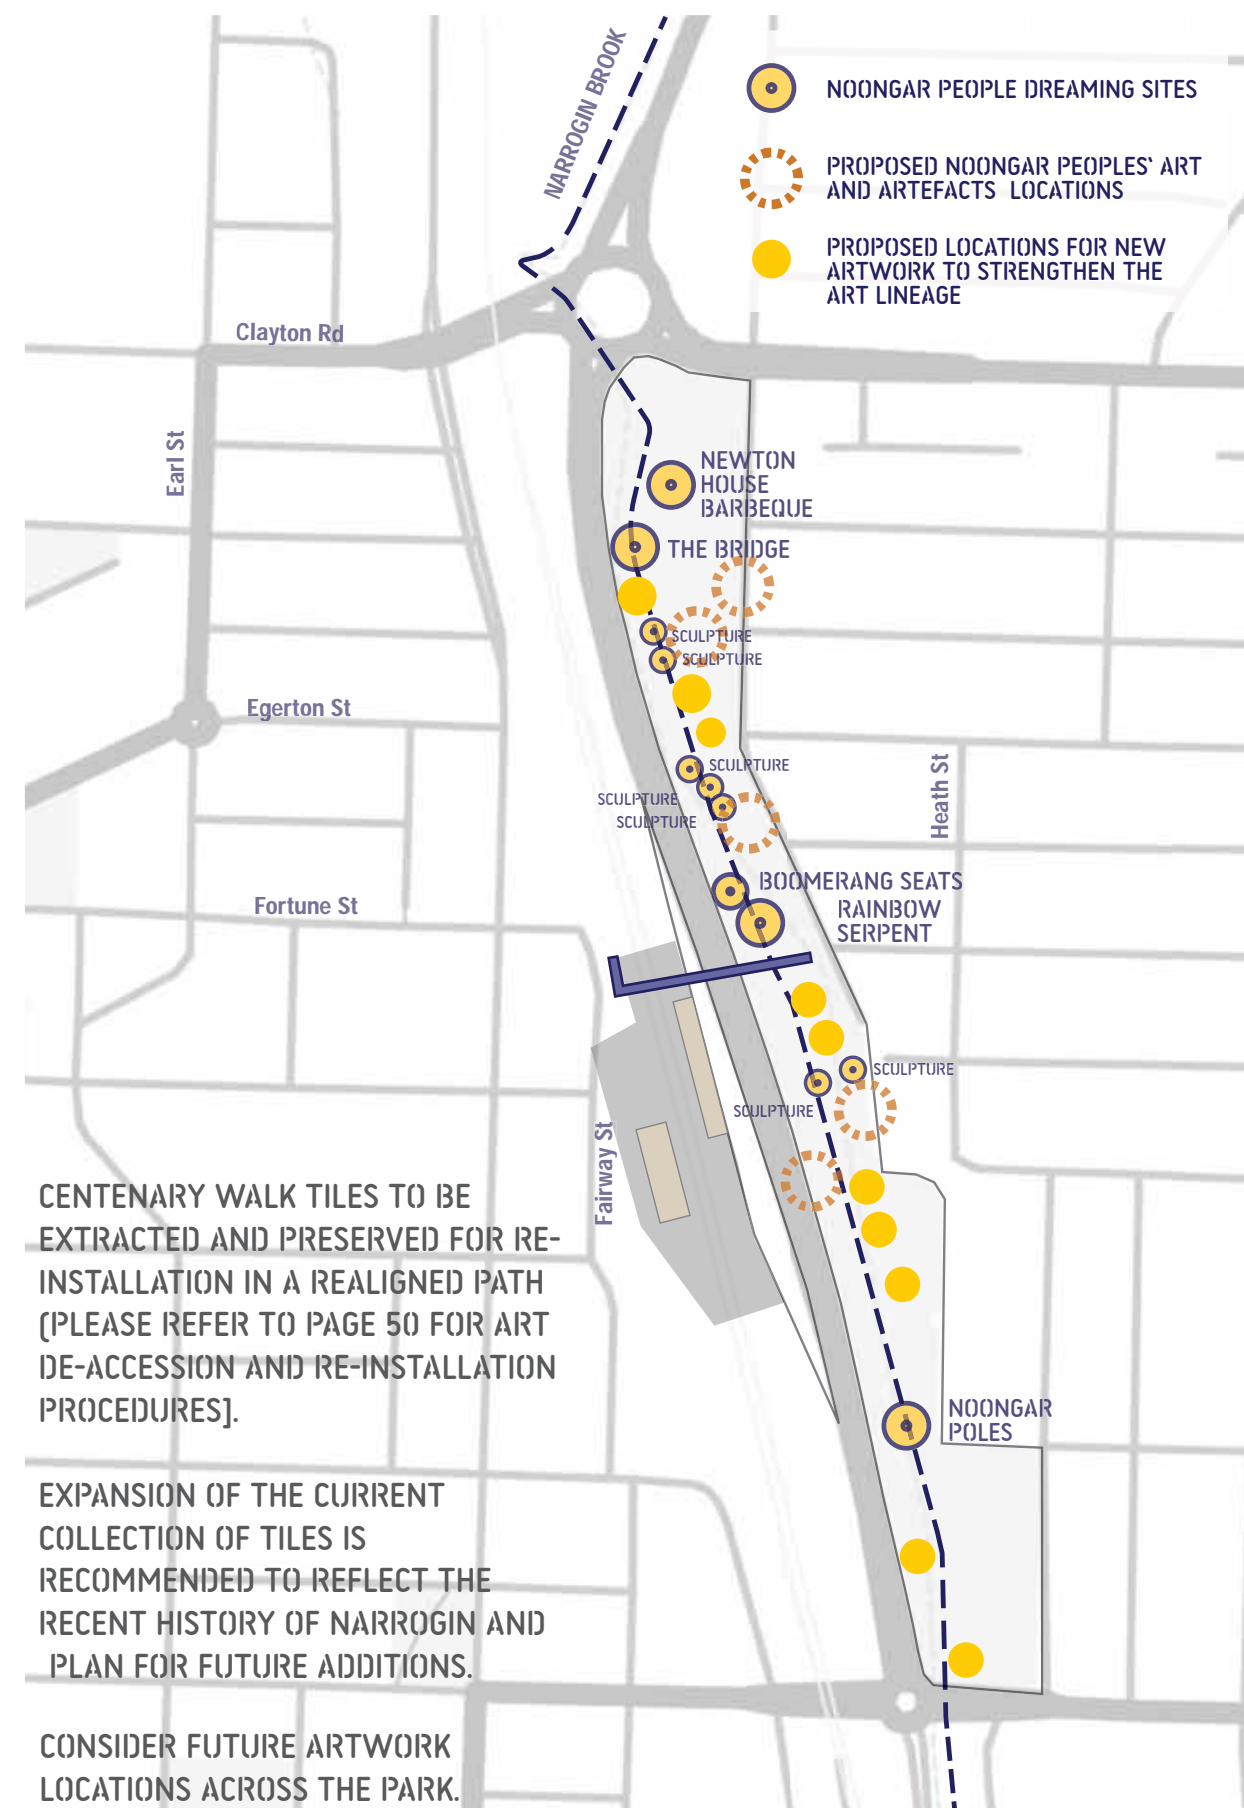 NARROGIN BROOK
NOONGAR PEOPLE DREAMING SITES
PROPOSED NOONGAR PEOPLES' ART
AND ARTEFACTS LOCATIONS
PROPOSED LOCATIONS FOR NEW
ARTWORK TO STRENGTHEN THE
ART LINEAGE
Clayton Rd
Earl St
NEWTON
HOUSE
BARBEQUE
THE BRIDGE
SCULPTURE
SCULPTURE
Egerton St
SCULPTURE
SCULPTURE
SCULPTURE
Heath St
BOOMERANG SEATS
RAINBOW
SERPENT
Fortune St
SCULPTURE
SCULPTURE
Fairway St
CENTENARY WALK TILES TO BE
EXTRACTED AND PRESERVED FOR RE-
INSTALLATION IN A REALIGNED PATH
(PLEASE REFER TO PAGE 50 FOR ART
DE-ACCESSION AND RE-INSTALLATION
PROCEDURES].
NOONGAR
POLES
EXPANSION OF THE CURRENT
COLLECTION OF TILES IS
RECOMMENDED TO REFLECT THE
RECENT HISTORY OF NARROGIN AND
PLAN FOR FUTURE ADDITIONS.
CONSIDER FUTURE ARTWORK
LOCATIONS ACROSS THE PARK.